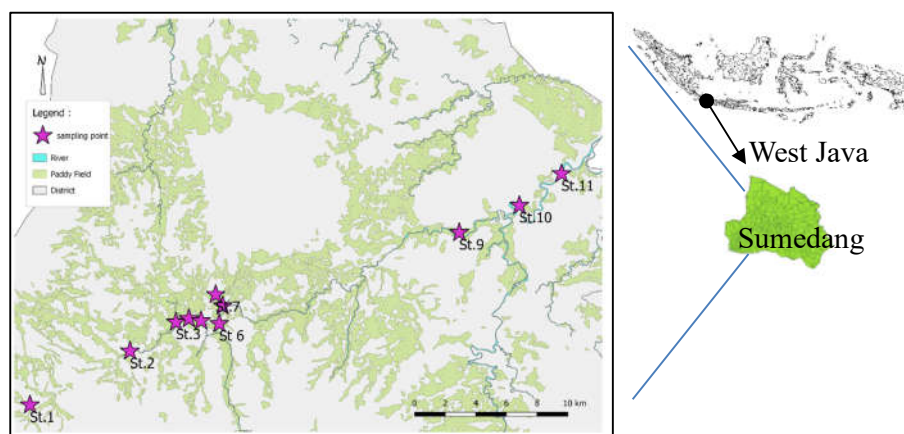 N
Legend :
sampling point
River
Paddy Field
District
St.11
St.10
St.9
St.7
St.3
St 6
St.2
St.1
0
2
4
6
8
10 km
West Java
Sumedang